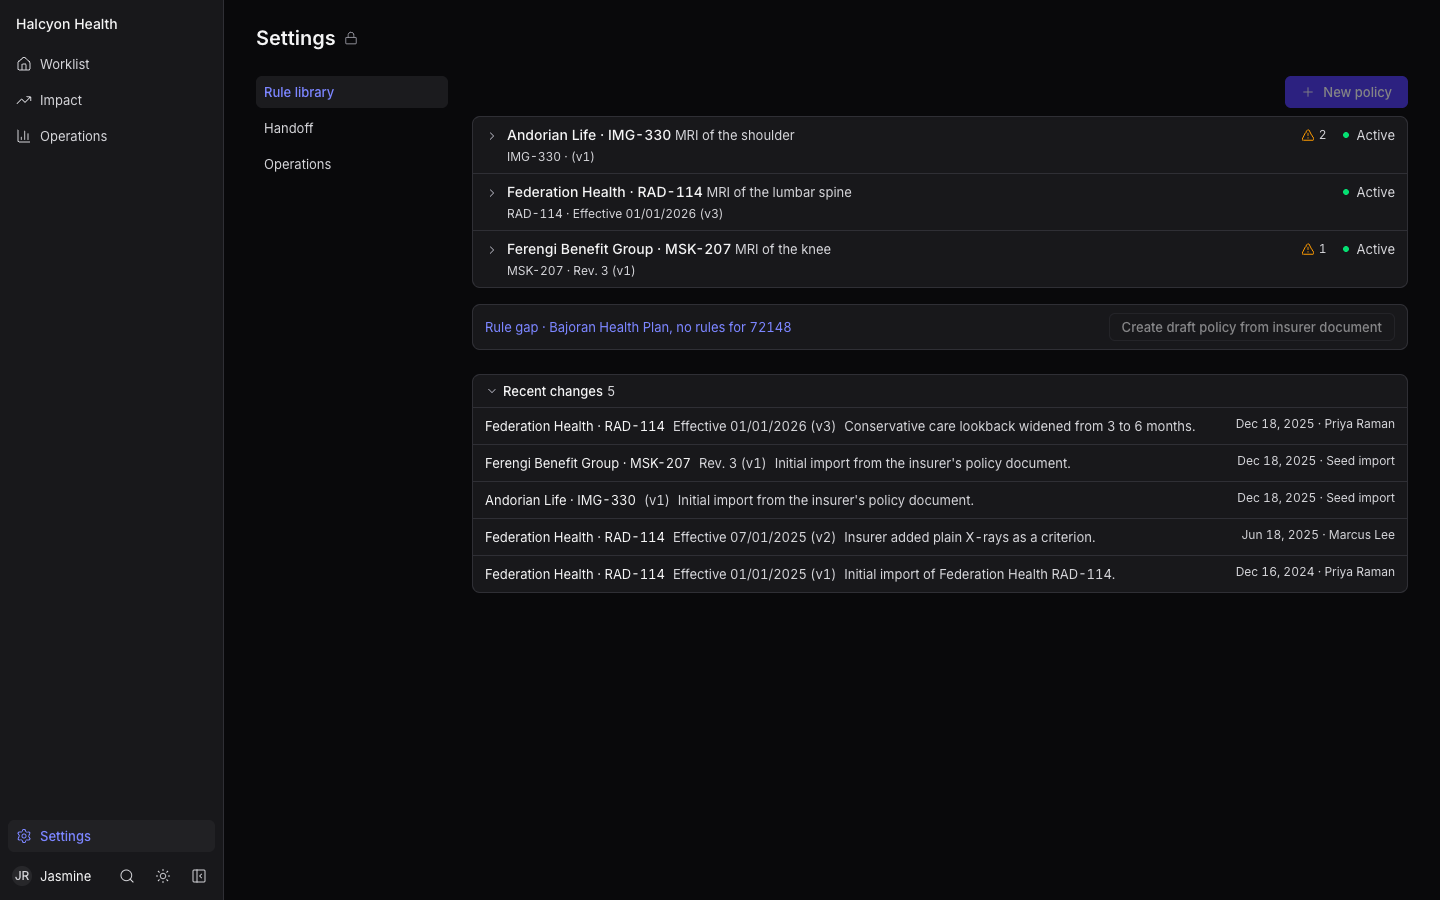 Halcyon Health
Worklist
Impact
Operations
Settings
JR Jasmine
Settings
Rule library
Handoff
Operations
New policy
Andorian Life · IMG-330 MRI of the shoulder 2 Active
IMG-330 · (v1)
Federation Health · RAD-114 MRI of the lumbar spine Active
RAD-114 · Effective 01/01/2026 (v3)
Ferengi Benefit Group · MSK-207 MRI of the knee 1 Active
MSK-207 · Rev. 3 (v1)
Rule gap · Bajoran Health Plan, no rules for 72148 Create draft policy from insurer document
Recent changes 5
Federation Health · RAD-114 Effective 01/01/2026 (v3) Conservative care lookback widened from 3 to 6 months. Dec 18, 2025 · Priya Raman
Ferengi Benefit Group · MSK-207 Rev. 3 (v1) Initial import from the insurer's policy document. Dec 18, 2025 · Seed import
Andorian Life · IMG-330 (v1) Initial import from the insurer's policy document. Dec 18, 2025 · Seed import
Federation Health · RAD-114 Effective 07/01/2025 (v2) Insurer added plain X-rays as a criterion. Jun 18, 2025 · Marcus Lee
Federation Health · RAD-114 Effective 01/01/2025 (v1) Initial import of Federation Health RAD-114. Dec 16, 2024 · Priya Raman